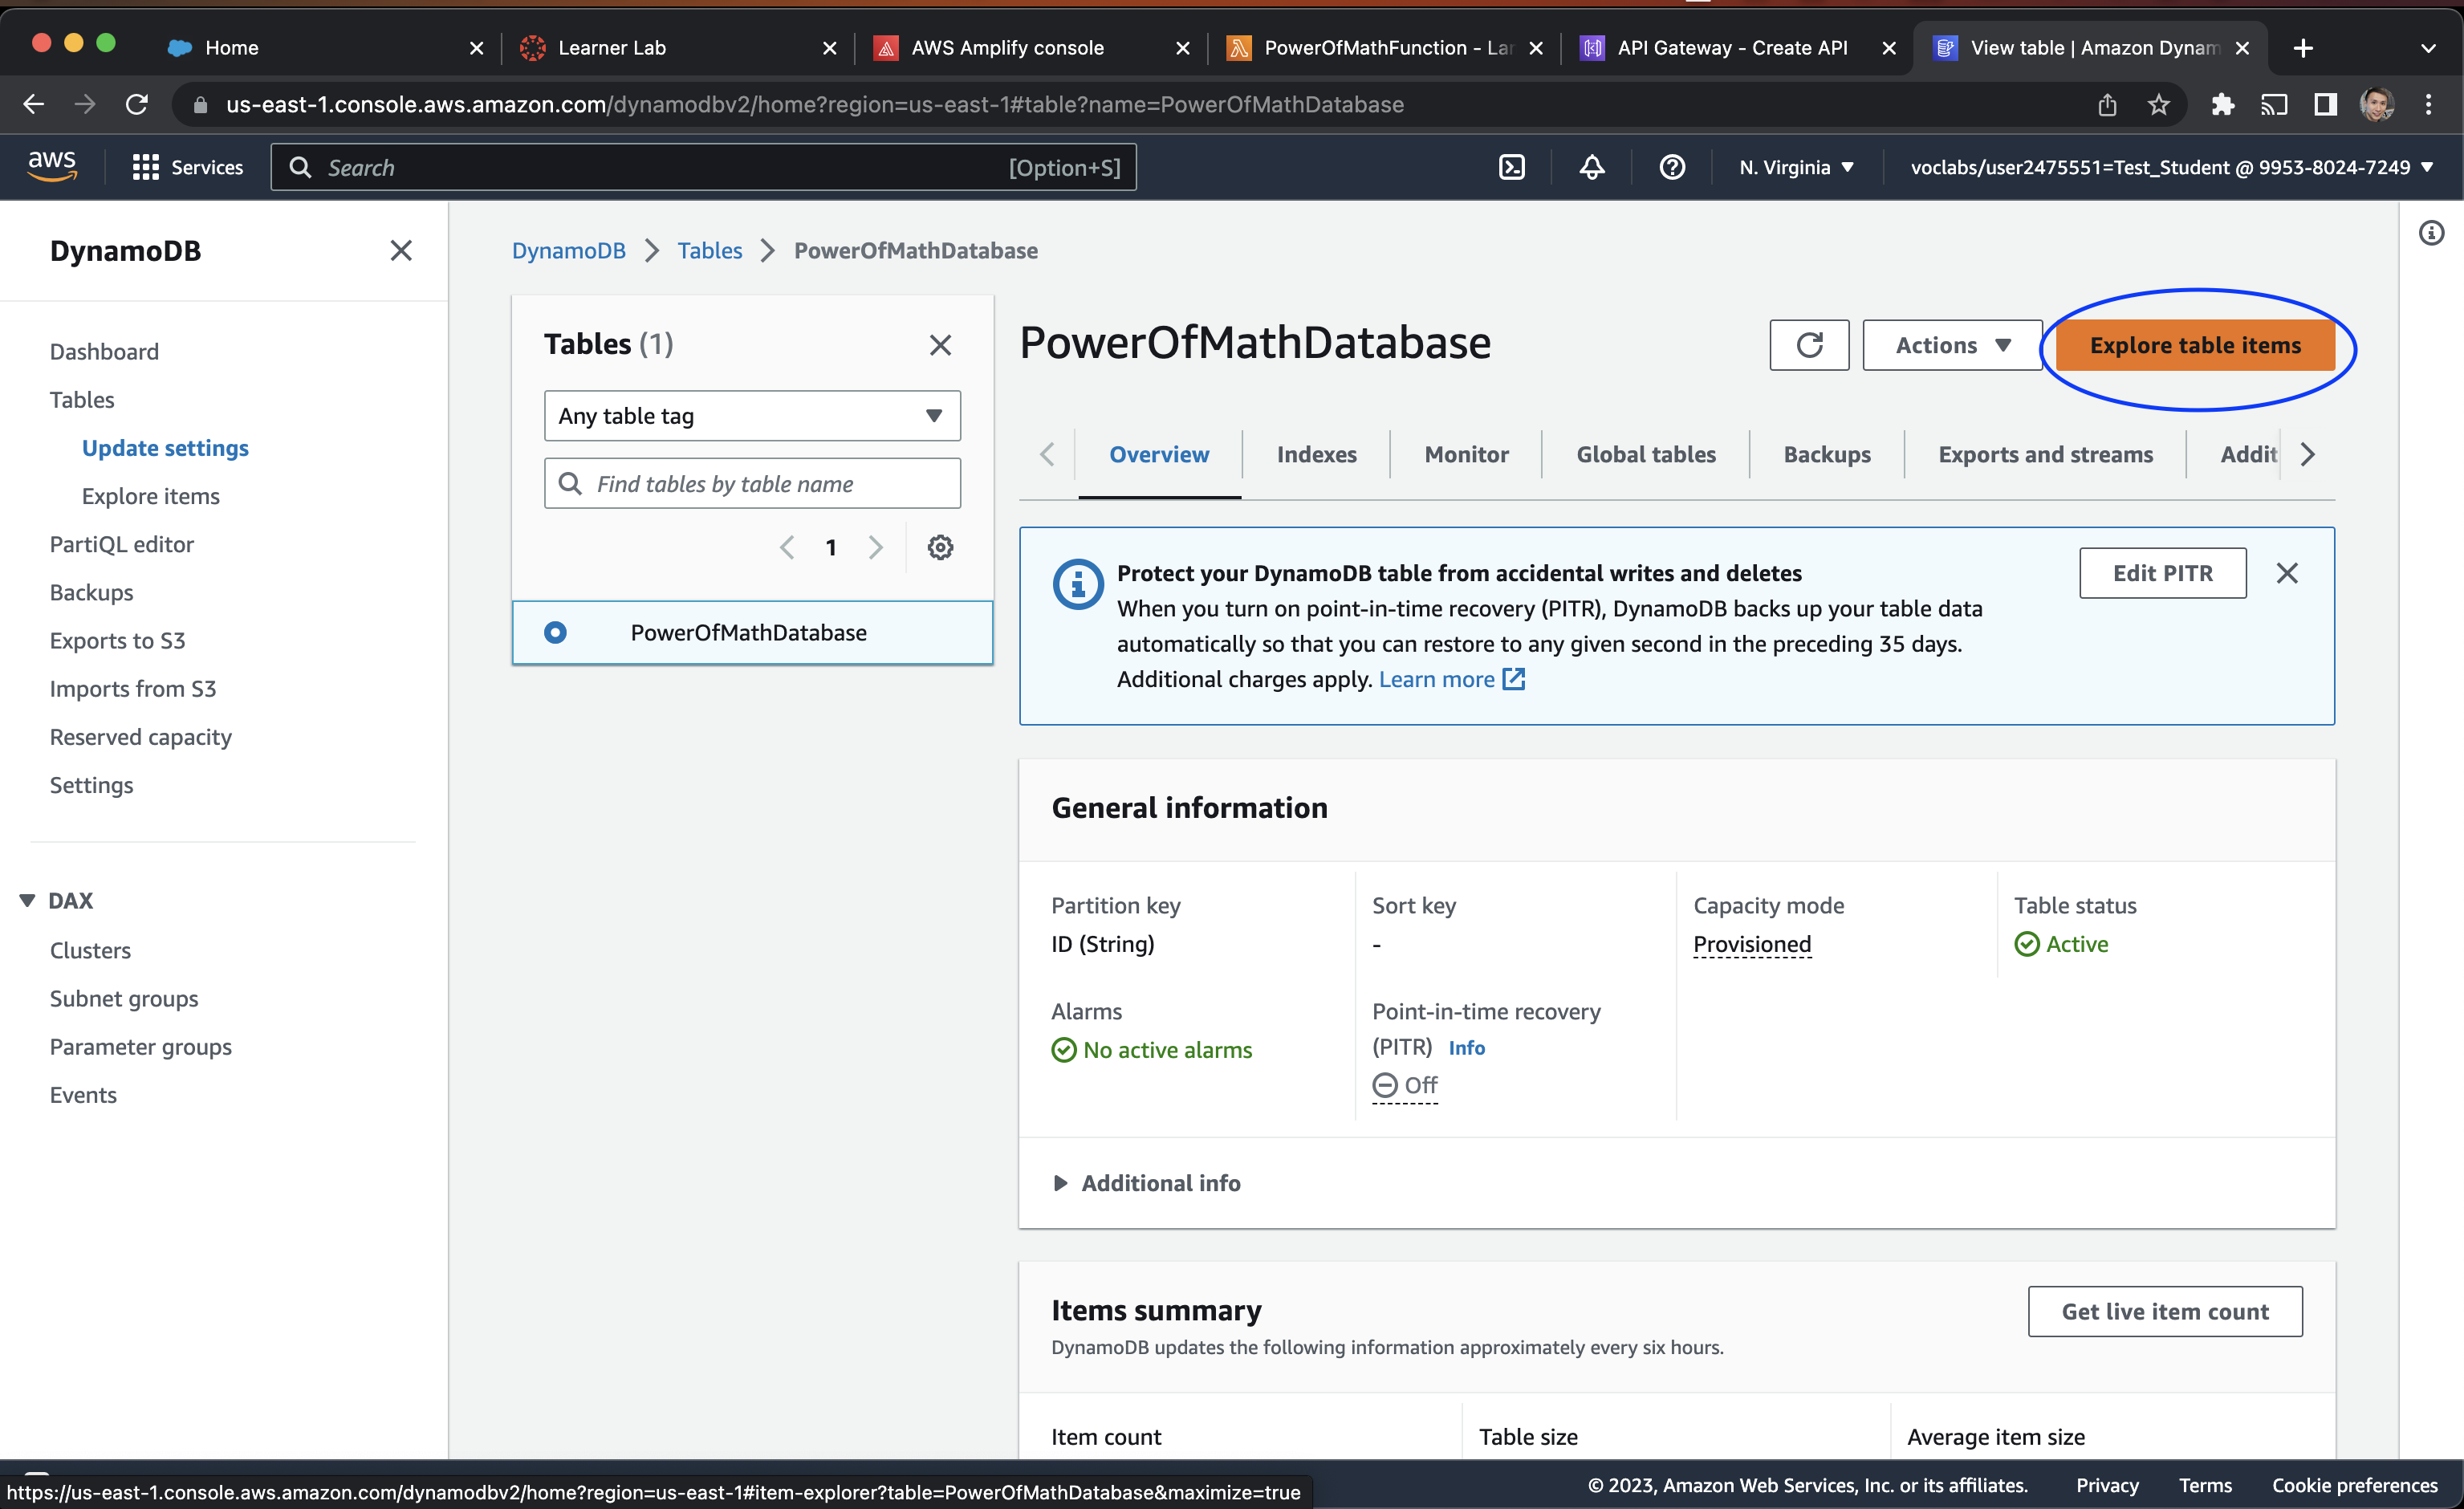 Home
Learner Lab
AWS Amplify console
PowerOfMathFunction - La
API Gateway - Create API
View table | Amazon Dynam
us-east-1.console.aws.amazon.com/dynamodbv2/home?region=us-east-1#table?name=PowerOfMathDatabase
aws
Services
Search
[Option+S]
N. Virginia
voclabs/user2475551=Test_Student @ 9953-8024-7249
DynamoDB
Dashboard
Tables
Update settings
Explore items
PartiQL editor
Backups
Exports to S3
Imports from S3
Reserved capacity
Settings
DAX
Clusters
Subnet groups
Parameter groups
Events
DynamoDB > Tables > PowerOfMathDatabase
Tables (1)
Any table tag
Find tables by table name
1
PowerOfMathDatabase
PowerOfMathDatabase
Actions
Explore table items
Overview
Indexes
Monitor
Global tables
Backups
Exports and streams
Addit
Protect your DynamoDB table from accidental writes and deletes
When you turn on point-in-time recovery (PITR), DynamoDB backs up your table data
automatically so that you can restore to any given second in the preceding 35 days.
Additional charges apply. Learn more
Edit PITR
General information
Partition key
ID (String)
Sort key
-
Capacity mode
Provisioned
Table status
Active
Alarms
No active alarms
Point-in-time recovery
(PITR) Info
Off
Additional info
Items summary
DynamoDB updates the following information approximately every six hours.
Get live item count
Item count
Table size
Average item size
https://us-east-1.console.aws.amazon.com/dynamodbv2/home?region=us-east-1#item-explorer?table=PowerOfMathDatabase&maximize=true
© 2023, Amazon Web Services, Inc. or its affiliates.
Privacy
Terms
Cookie preferences